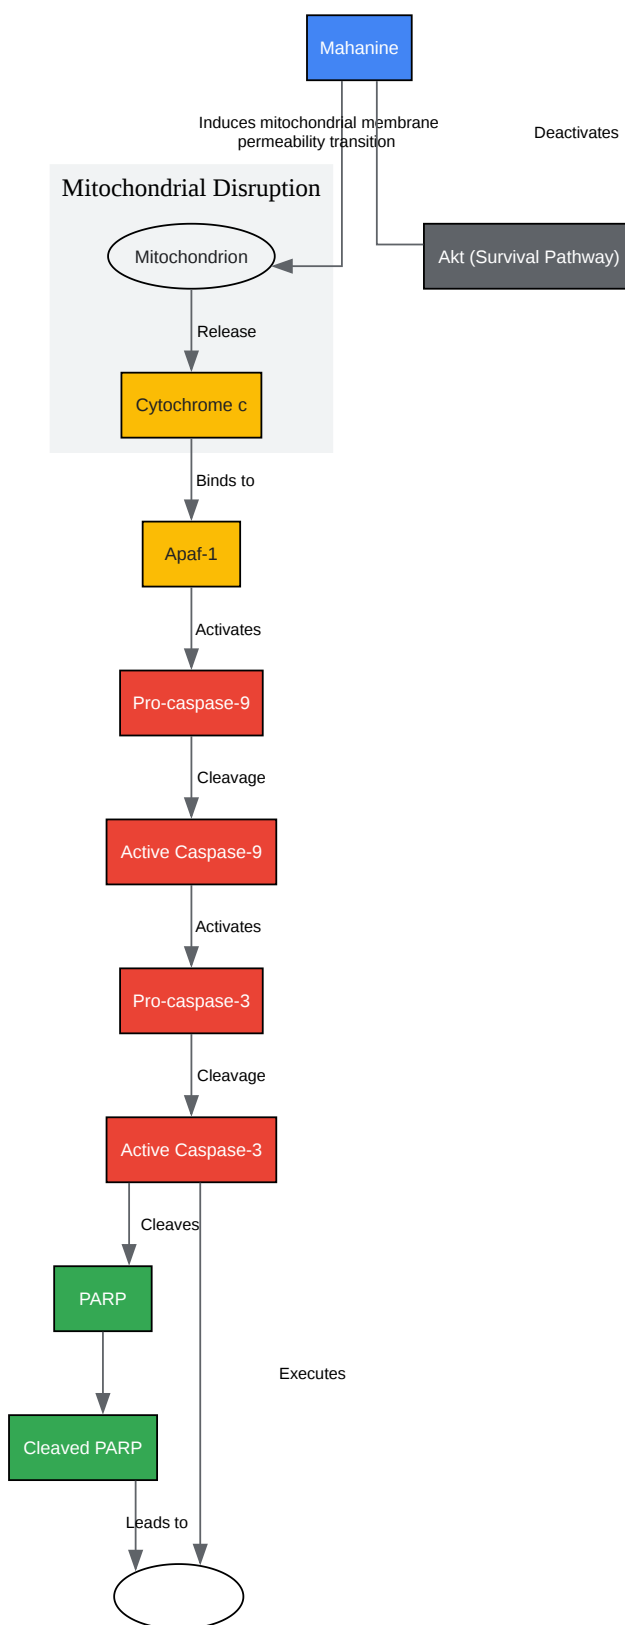 Mahanine
Induces mitochondrial membrane
permeability transition
Deactivates
Mitochondrial Disruption
Mitochondrion
Akt (Survival Pathway)
Release
Cytochrome c
Binds to
Apaf-1
Activates
Pro-caspase-9
Cleavage
Active Caspase-9
Activates
Pro-caspase-3
Cleavage
Active Caspase-3
Cleaves
PARP
Executes
Cleaved PARP
Leads to